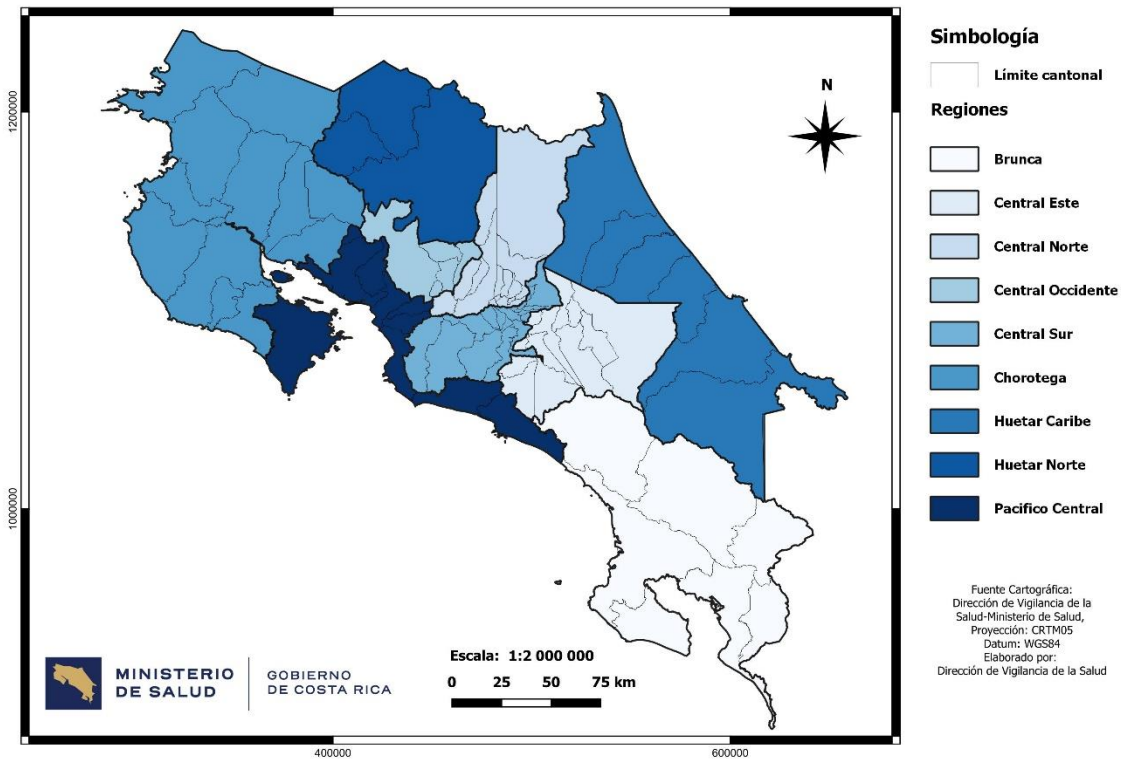 Simbología
Límite cantonal
Regiones
Brunca
Central Este
Central Norte
Central Occidente
Central Sur
Chorotega
Huetar Caribe
Huetar Norte
Pacifico Central
Fuente Cartográfica:
Dirección de Vigilancia de la
Salud-Ministerio de Salud,
Proyección: CRTM05
Datum: WGS84
Elaborado por:
Dirección de Vigilancia de la Salud
N
1200000
1000000
400000
600000
Escala: 1:2 000 000
0 25 50 75 km
MINISTERIO
DE SALUD
GOBIERNO
DE COSTA RICA